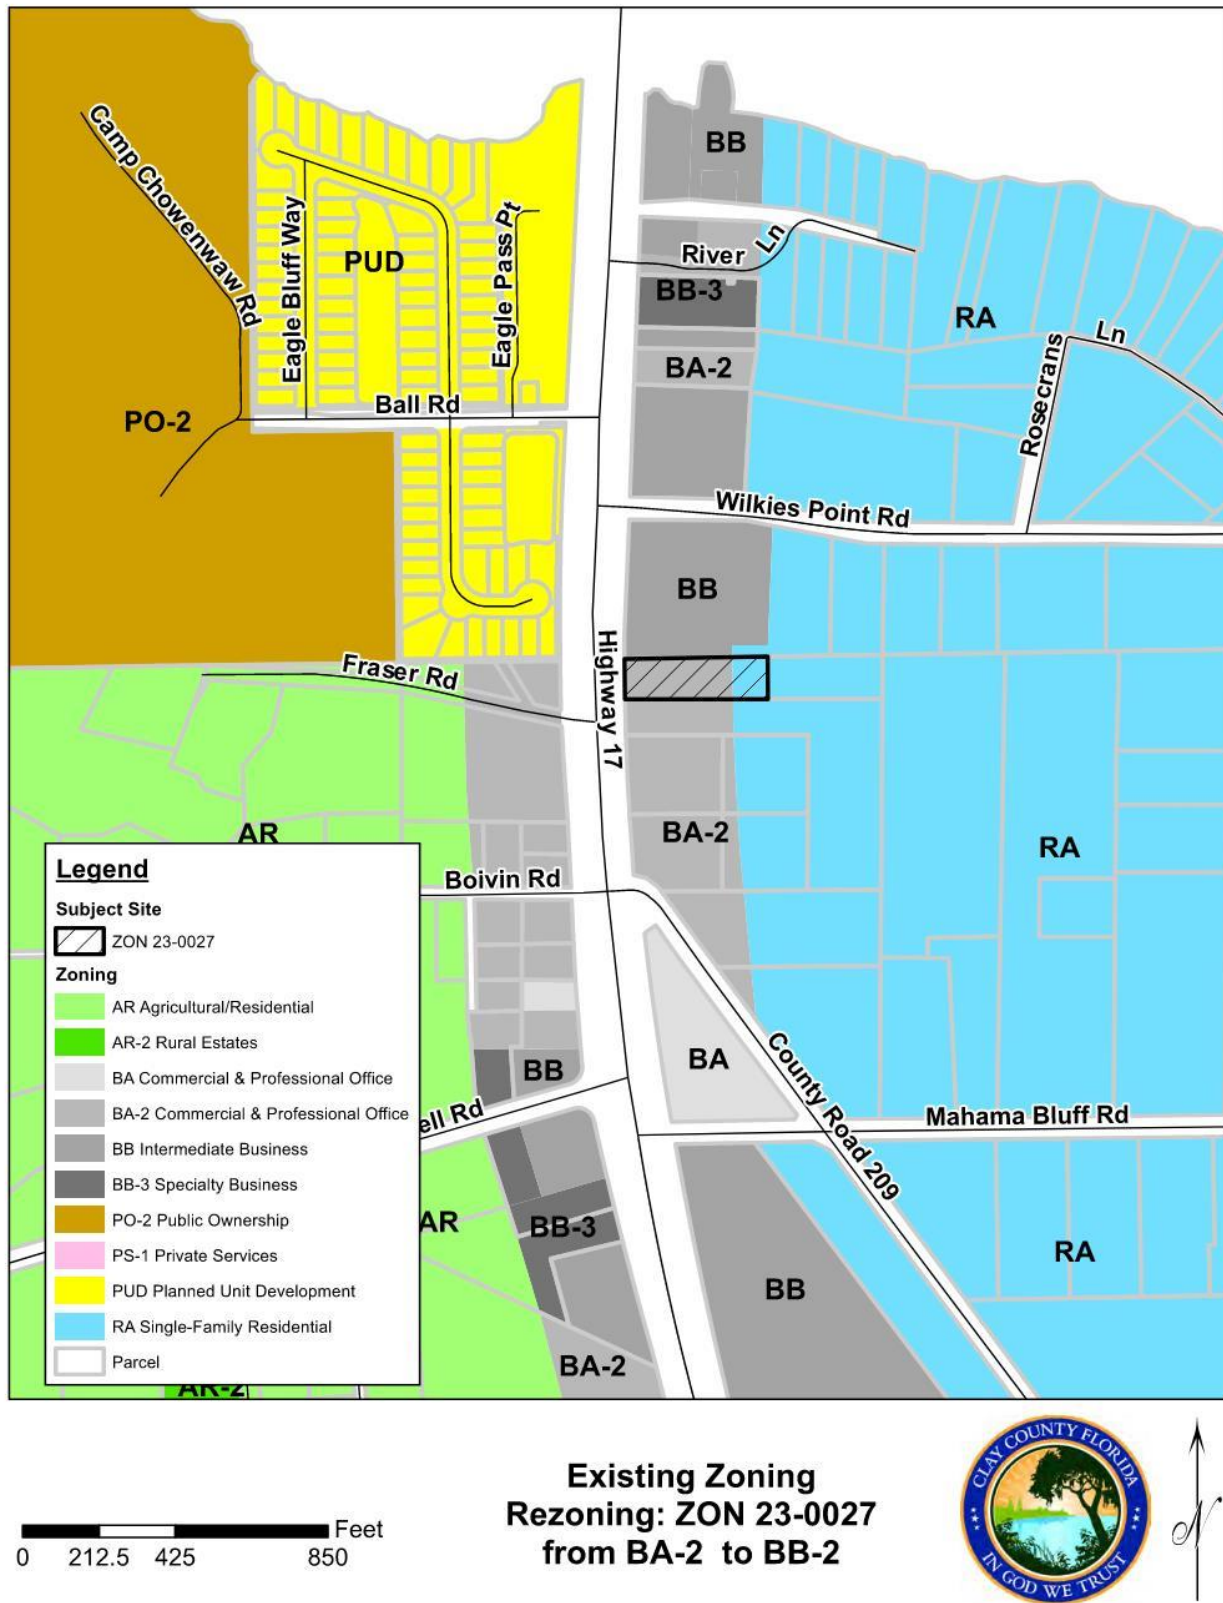 BB
Camp Chowenwaw Rd
Eagle Bluff Way
PUD
Eagle Pass Pt
River Ln
BB-3
RA
Rosecrans Ln
BA-2
Ball Rd
PO-2
Wilkies Point Rd
BB
Highway 17
Fraser Rd
AR
BA-2
RA
Boivin Rd
BB
BA
County Road 209
Mahama Bluff Rd
ell Rd
AR
BB-3
RA
BB
BA-2
AR-2
Legend
Subject Site
ZON 23-0027
Zoning
AR Agricultural/Residential
AR-2 Rural Estates
BA Commercial & Professional Office
BA-2 Commercial & Professional Office
BB Intermediate Business
BB-3 Specialty Business
PO-2 Public Ownership
PS-1 Private Services
PUD Planned Unit Development
RA Single-Family Residential
Parcel
Feet
0 212.5 425 850
Existing Zoning
Rezoning: ZON 23-0027
from BA-2 to BB-2
CLAY COUNTY FLORIDA
IN GOD WE TRUST
N